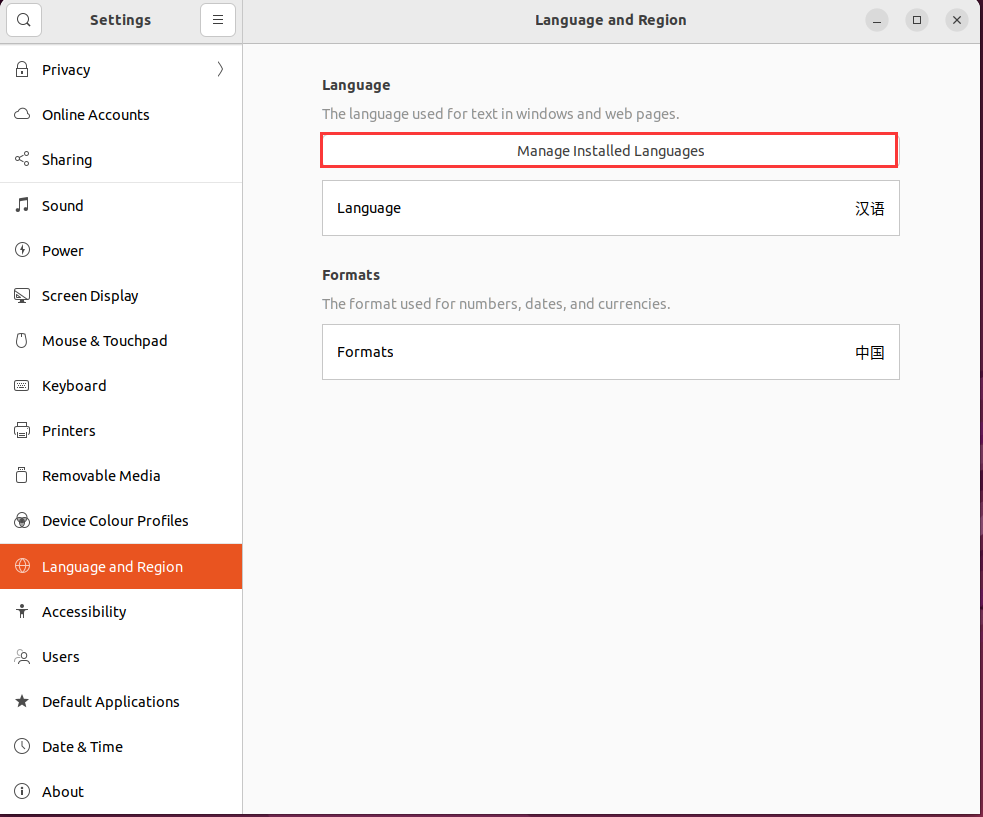 Settings
Language and Region
Privacy
Online Accounts
Sharing
Sound
Power
Screen Display
Mouse & Touchpad
Keyboard
Printers
Removable Media
Device Colour Profiles
Language and Region
Accessibility
Users
Default Applications
Date & Time
About
Language
The language used for text in windows and web pages.
Manage Installed Languages
Language 汉语
Formats
The format used for numbers, dates, and currencies.
Formats 中国